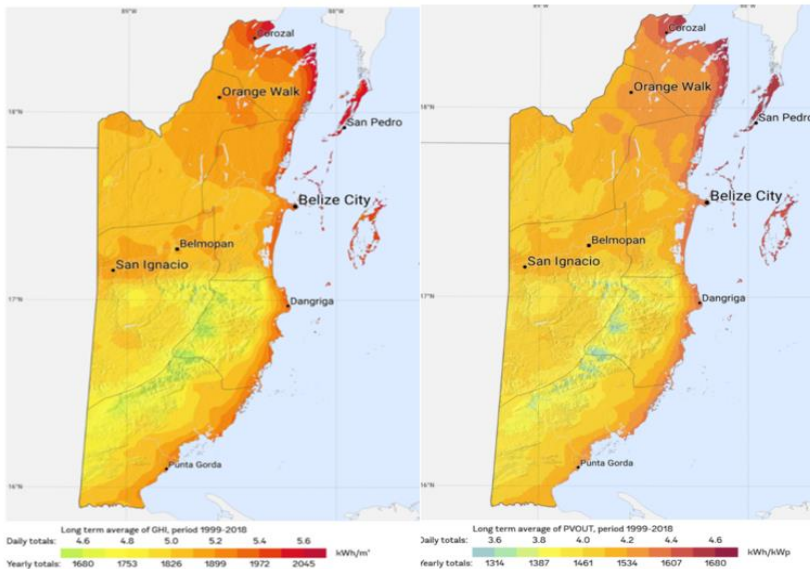 89°W
88°W
Corozal
Orange Walk
18°N
San Pedro
Belize City
Belmopan
San Ignacio
17°N
Dangriga
Punta Gorda
16°N
Long term average of GHI, period 1999-2018
Daily totals: 4.6 4.8 5.0 5.2 5.4 5.6
kWh/m²
Yearly totals: 1680 1753 1826 1899 1972 2045
Corozal
Orange Walk
18°N
San Pedro
Belize City
Belmopan
San Ignacio
17°N
Dangriga
Punta Gorda
16°N
Long term average of PVOUT, period 1999-2018
Daily totals: 3.6 3.8 4.0 4.2 4.4 4.6
kWh/kWp
Yearly totals: 1314 1387 1461 1534 1607 1680